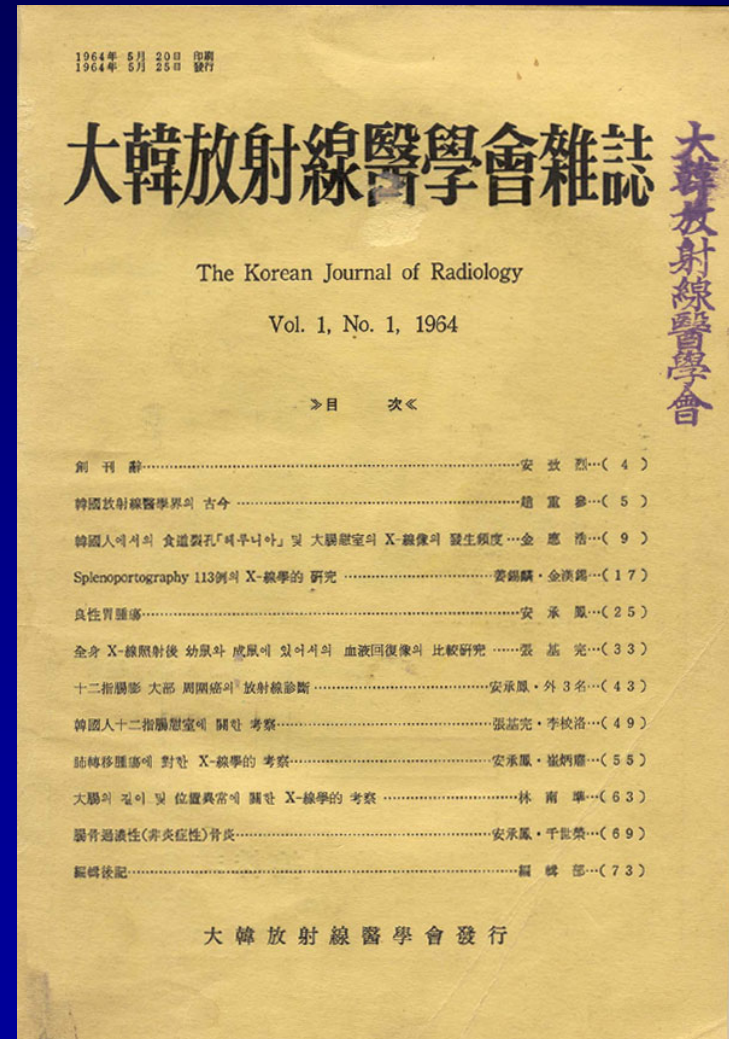 1964年 5月 20日 印刷
1964年 5月 25日 發行
大韓放射線醫學會雜誌
大韓放射線醫學會
The Korean Journal of Radiology
Vol. 1, No. 1, 1964
≫目 次≪
創刊辭……安致烈…( 4 )
韓國放射線醫學界의 古今……趙重參…( 5 )
韓國人에서의 食道裂孔「헤루니아」 및 大腸憩室의 X-線像의 發生頻度…金應浩…( 9 )
Splenoportography 113例의 X-線學的 硏究……姜錫麟・金漢錫…(17)
良性胃腫瘍……安承鳳…(25)
全身 X-線照射後 幼鼠와 成鼠에 있어서의 血液回復像의 比較硏究……張基完…(33)
十二指腸膨大部 周圍癌의 放射線診斷……安承鳳・外 3名…(43)
韓國人十二指腸憩室에 關한 考察……張基完・李校洛…(49)
肺轉移腫瘍에 對한 X-線學的 考察……安承鳳・崔炳…(55)
大腸의 길이 및 位置異常에 關한 X-線學的 考察……林南準…(63)
腸骨過濃性(非炎症性)骨炎……安承鳳・千世榮…(69)
編輯後記……編輯部…(73)
大韓放射線醫學會發行